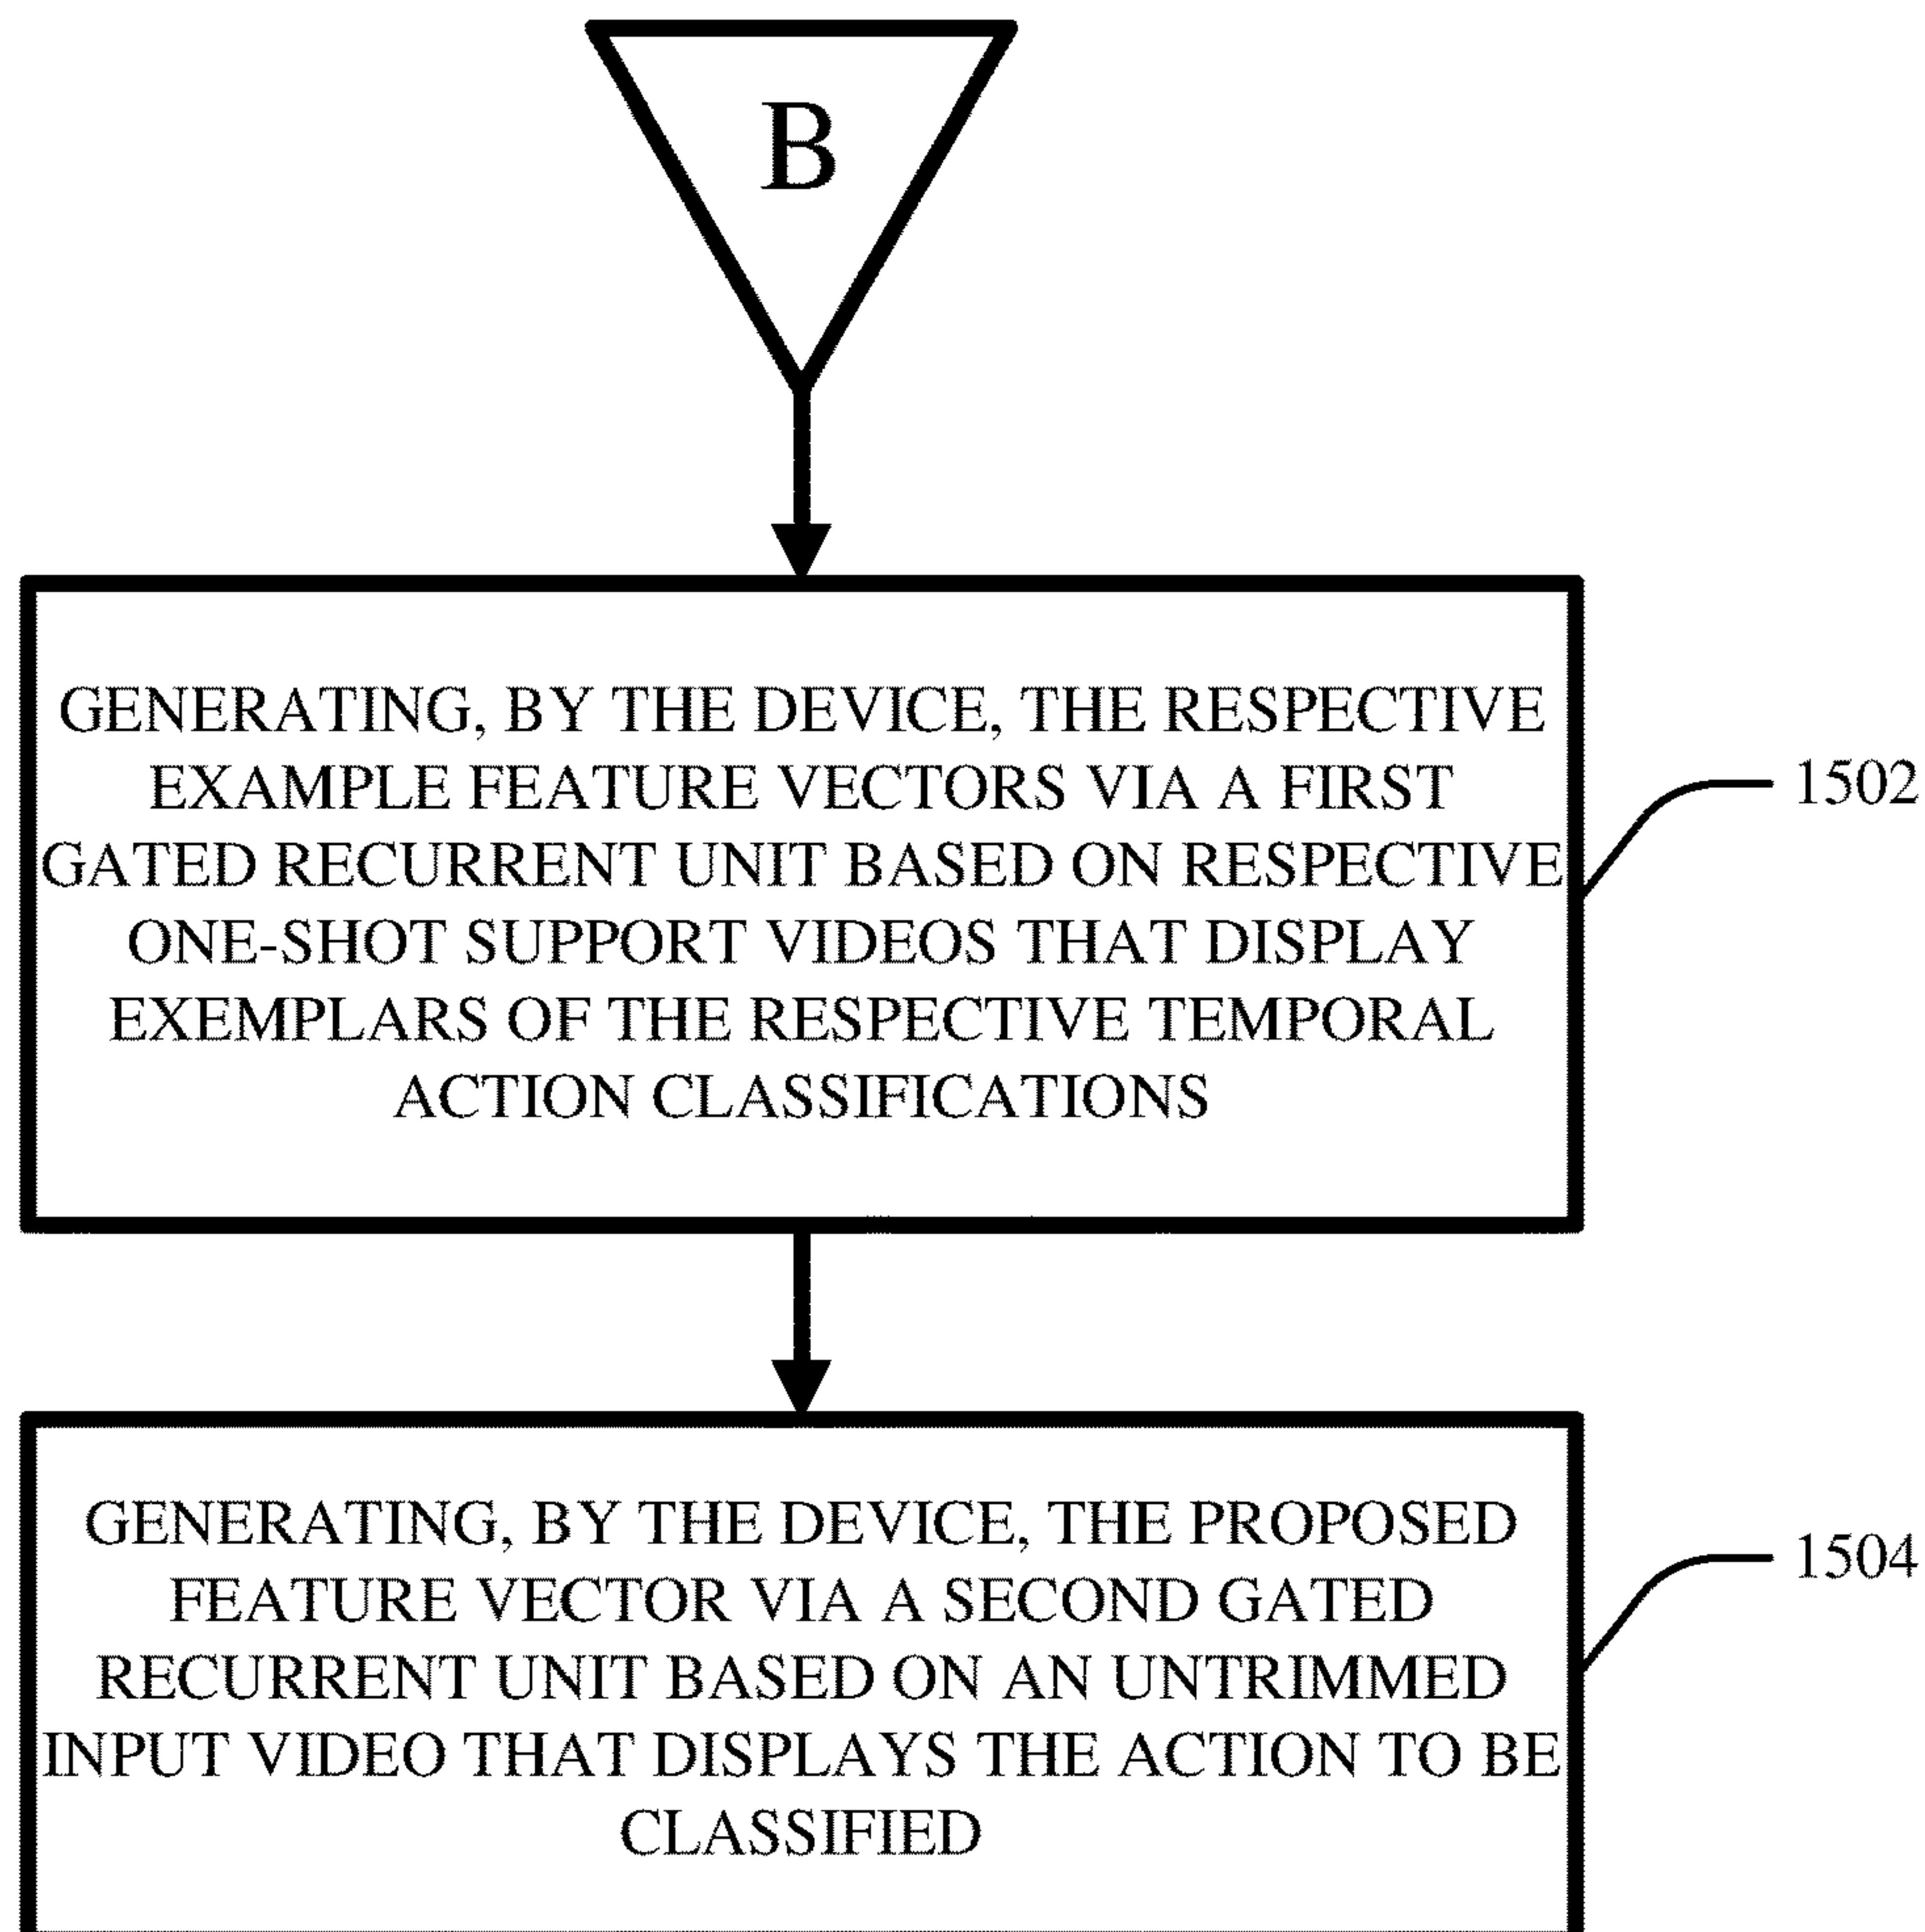 B
GENERATING, BY THE DEVICE, THE RESPECTIVE
EXAMPLE FEATURE VECTORS VIA A FIRST
GATED RECURRENT UNIT BASED ON RESPECTIVE
ONE-SHOT SUPPORT VIDEOS THAT DISPLAY
EXEMPLARS OF THE RESPECTIVE TEMPORAL
ACTION CLASSIFICATIONS
1502
GENERATING, BY THE DEVICE, THE PROPOSED
FEATURE VECTOR VIA A SECOND GATED
RECURRENT UNIT BASED ON AN UNTRIMMED
INPUT VIDEO THAT DISPLAYS THE ACTION TO BE
CLASSIFIED
1504